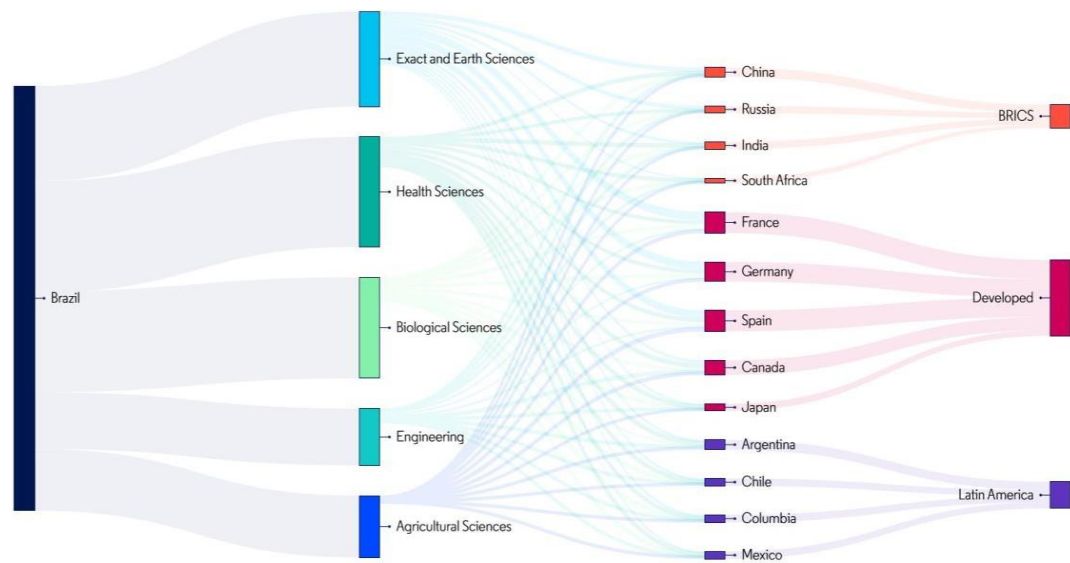 Brazil
Exact and Earth Sciences
Health Sciences
Biological Sciences
Engineering
Agricultural Sciences
China
Russia
India
South Africa
France
Germany
Spain
Canada
Japan
Argentina
Chile
Columbia
Mexico
BRICS
Developed
Latin America